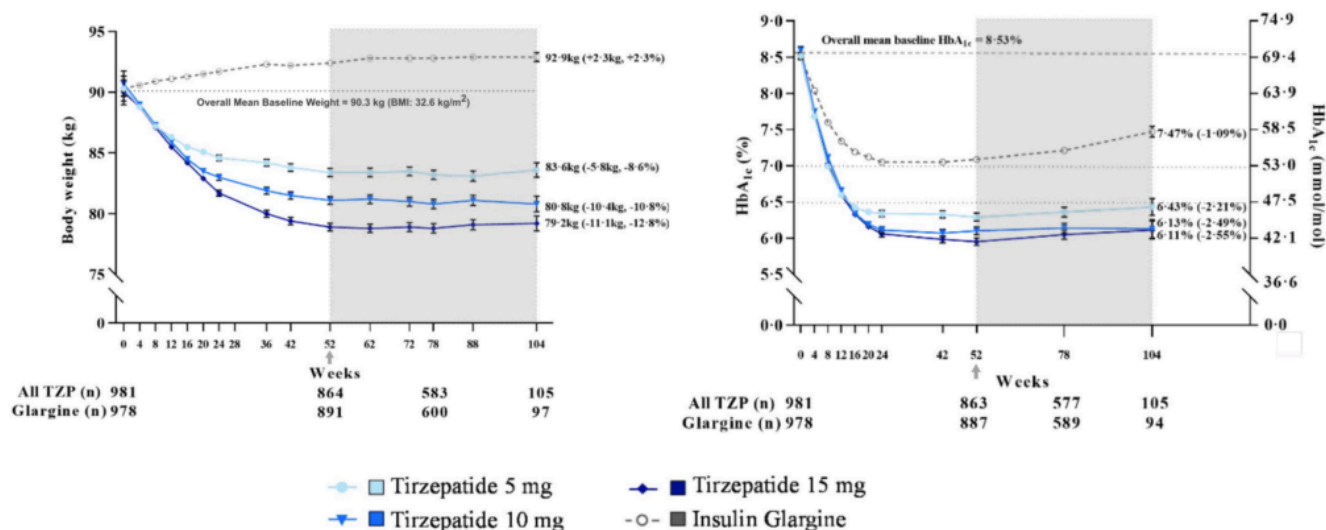 Body weight (kg)
95
90
85
80
75
0
92·9kg (+2·3kg, +2·3%)
Overall Mean Baseline Weight = 90.3 kg (BMI: 32.6 kg/m²)
83·6kg (-5·8kg, -8·6%)
80·8kg (-10·4kg, -10·8%)
79·2kg (-11·1kg, -12·8%)
0 4 8 12 16 20 24 28 36 42 52 62 72 78 88 104
Weeks
All TZP (n) 981 864 583 105
Glargine (n) 978 891 600 97
HbA1c (%)
9·0
8·5
8·0
7·5
7·0
6·5
6·0
5·5
0·0
Overall mean baseline HbA1c = 8·53%
7·47% (-1·09%)
6·43% (-2·21%)
6·13% (-2·49%)
6·11% (-2·55%)
74·9
69·4
63·9
58·5
53·0
47·5
42·1
36·6
0·0
HbA1c (mmol/mol)
0 4 8 12 16 20 24 42 52 78 104
Weeks
All TZP (n) 981 863 577 105
Glargine (n) 978 887 589 94
Tirzepatide 5 mg
Tirzepatide 15 mg
Tirzepatide 10 mg
Insulin Glargine